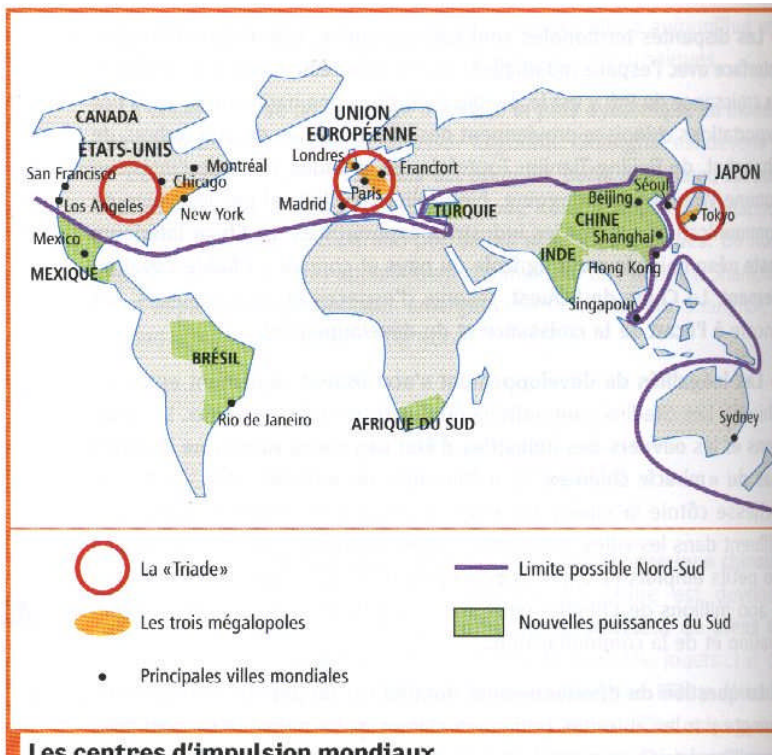 CANADA
ÉTATS-UNIS
San Francisco
Los Angeles
Montréal
Chicago
New York
Mexico
MEXIQUE
BRÉSIL
Rio de Janeiro
UNION
EUROPÉENNE
Londres
Francfort
Paris
Madrid
TURQUIE
AFRIQUE DU SUD
Séoul
JAPON
Beijing
Tokyo
CHINE
Shanghai
INDE
Hong Kong
Singapour
Sydney
La «Triade»
Limite possible Nord-Sud
Les trois mégalopoles
Nouvelles puissances du Sud
Principales villes mondiales
Les centres d'impulsion mondiaux